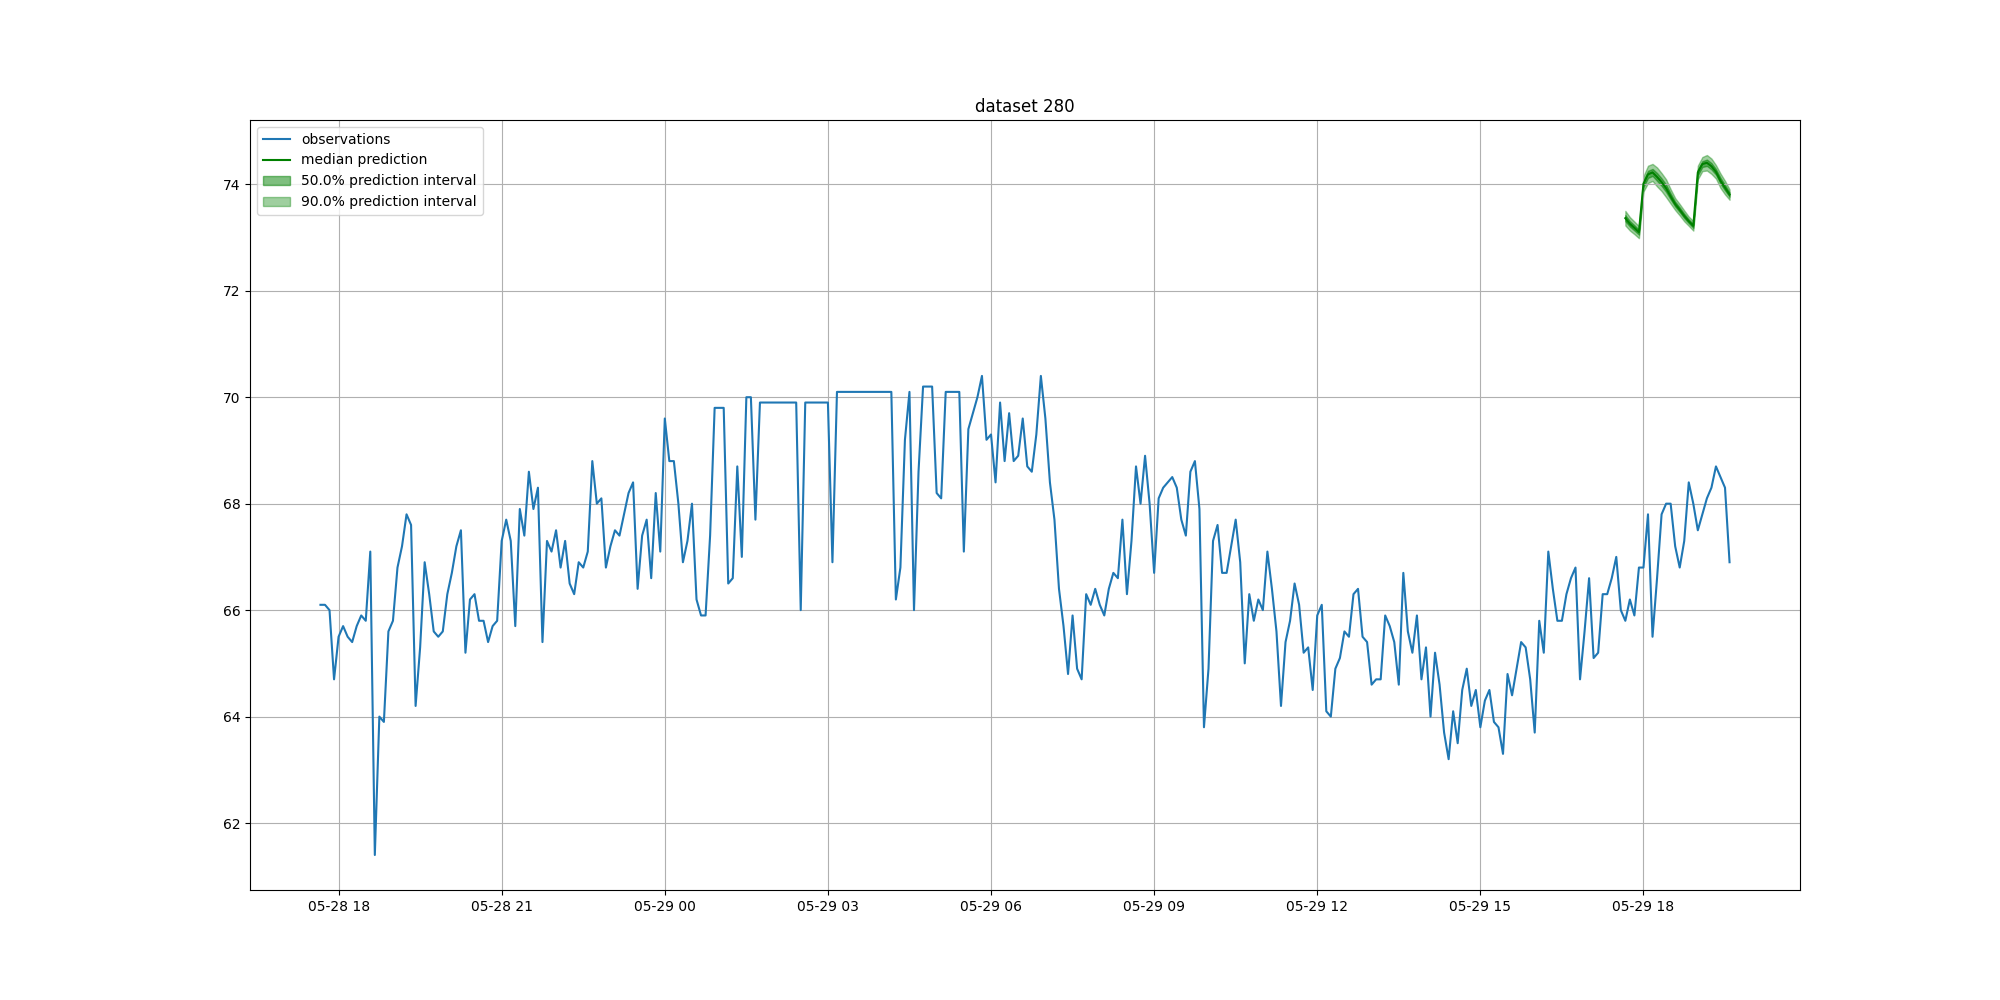 dataset 280
observations
median prediction
50.0% prediction interval
90.0% prediction interval
74
72
70
68
66
64
62
05-28 18 05-28 21 05-29 00 05-29 03 05-29 06 05-29 09 05-29 12 05-29 15 05-29 18